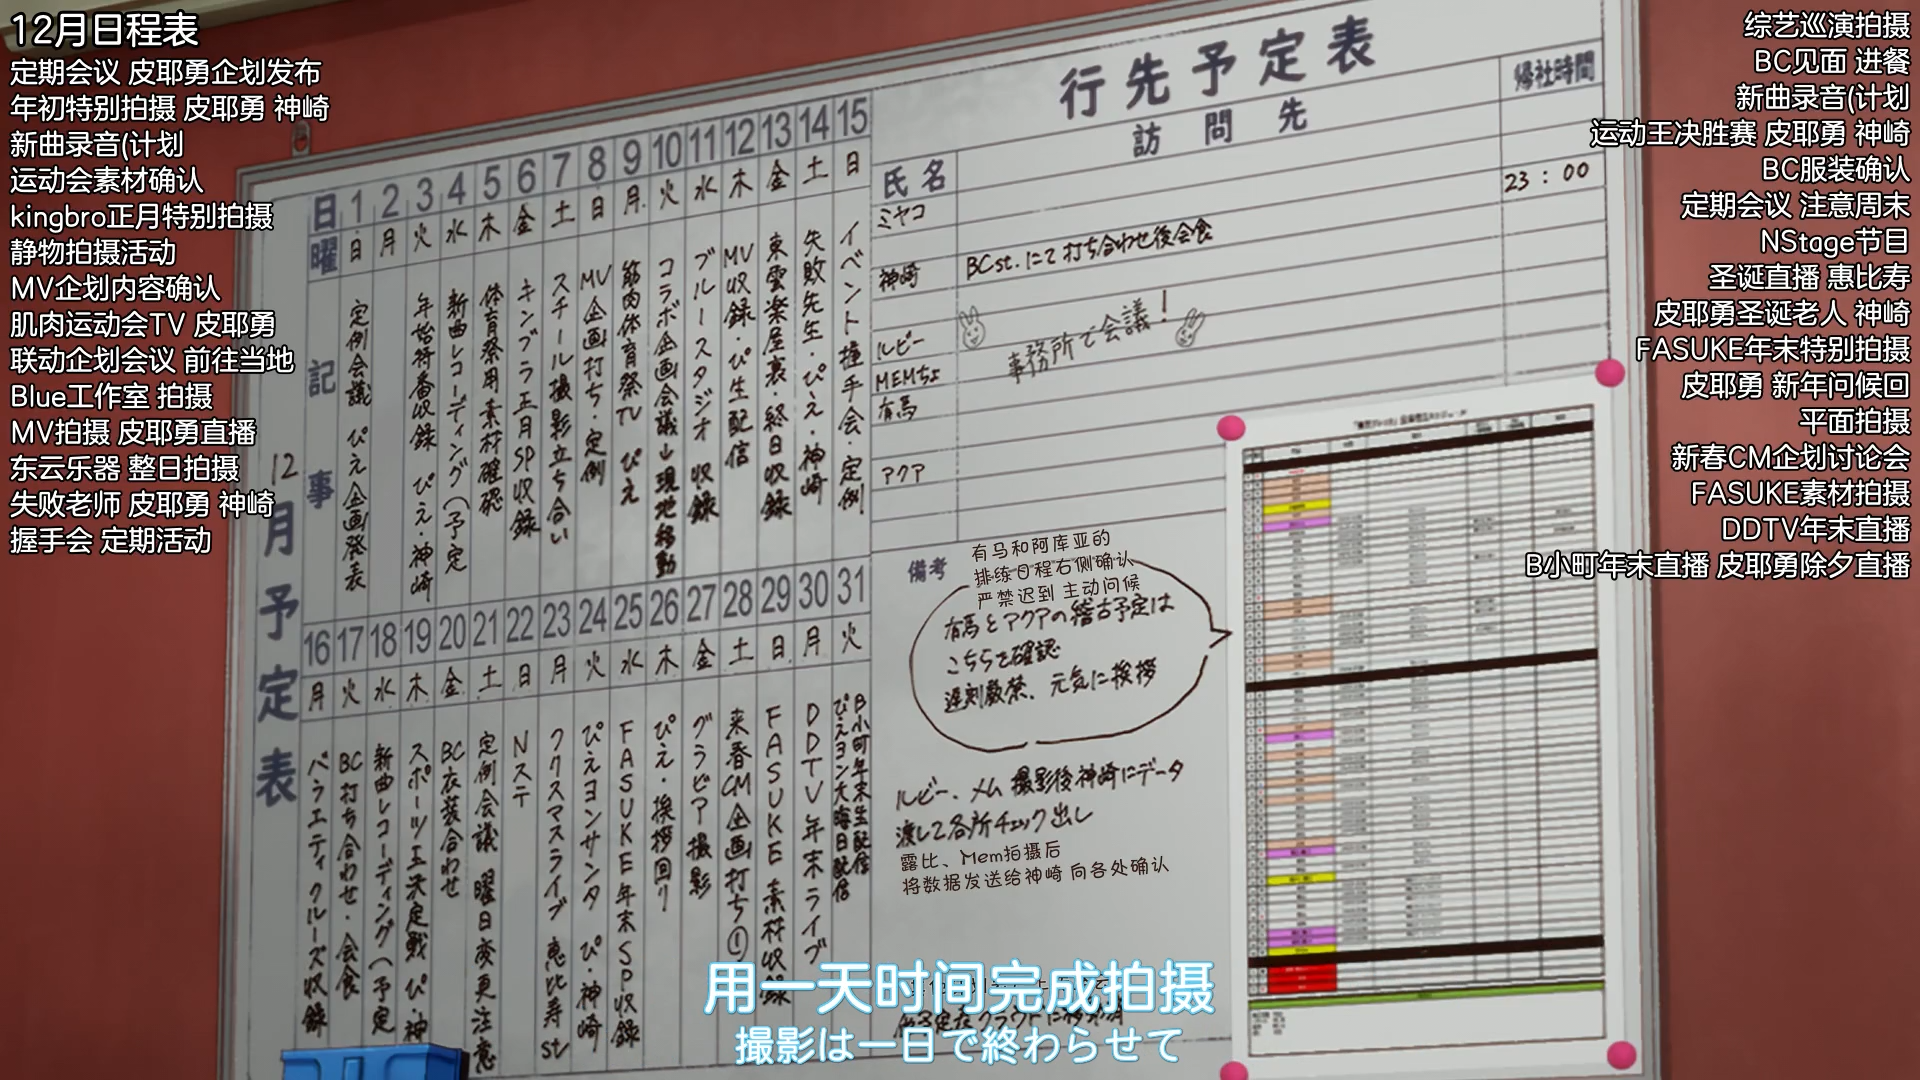 12月日程表
定期会议 皮耶勇企划发布
年初特别拍摄 皮耶勇 神崎
新曲录音(计划
运动会素材确认
kingbro正月特别拍摄
静物拍摄活动
MV企划内容确认
肌肉运动会TV 皮耶勇
联动企划会议 前往当地
Blue工作室 拍摄
MV拍摄 皮耶勇直播
东云乐器 整日拍摄
失败老师 皮耶勇 神崎
握手会 定期活动
综艺巡演拍摄
BC见面 进餐
新曲录音(计划
运动王决胜赛 皮耶勇 神崎
BC服装确认
定期会议 注意周末
NStage节目
圣诞直播 惠比寿
皮耶勇圣诞老人 神崎
FASUKE年末特别拍摄
皮耶勇 新年问候回
平面拍摄
新春CM企划讨论会
FASUKE素材拍摄
DDTV年末直播
B小町年末直播 皮耶勇除夕直播
12月予定表
日 1 2 3 4 5 6 7 8 9 10 11 12 13 14 15
曜 日 月 火 水 木 金 土 日 月 火 水 木 金 土 日
記事
定例会議 ぴえ企画発表
年始特番収録 ぴえ・神崎
新曲レコーディング(予定
体育祭用素材確認
キンブラ正月SP収録
スチール撮影立ち合い
MV企画打ち・定例
筋肉体育祭TV ぴえ
コラボ企画会議→現地移動
ブルースタジオ 収録
MV収録・ぴ生配信
東雲楽屋裏・終日収録
失敗先生・ぴえ・神崎
イベント握手会・定例
16 17 18 19 20 21 22 23 24 25 26 27 28 29 30 31
月 火 水 木 金 土 日 月 火 水 木 金 土 日 月 火
バラエティクルーズ収録
BC打ち合わせ・会食
新曲レコーディング(予定
スポーツ王決定戦 ぴ・神
BC衣装合わせ
定例会議 曜日変更注意
Nステ
クリスマスライブ 恵比寿st
ぴえヨンサンタ ぴ・神崎
FASUKE年末SP収録
ぴえ・挨拶回り
グラビア撮影
来春CM企画打ち①
FASUKE 素材収録
DDTV年末ライブ
B小町年末生配信
ぴえヨン大晦日配信
行先予定表
氏名 訪問先 帰社時間
ミヤコ 23:00
神崎 BCst.にて打ち合わせ後会食
ルビー
MEMちょ 事務所で会議!
有馬
アクア
備考
有马和阿库亚的
排练日程右侧确认
严禁迟到 主动问候
有馬とアクアの稽古予定は
こちらを確認
遅刻厳禁、元気に挨拶
ルビー、メム 撮影後神崎にデータ
渡して各所チェック出し
露比、Mem拍摄后
将数据发送给神崎 向各处确认
用一天时间完成拍摄
撮影は一日で終わらせて